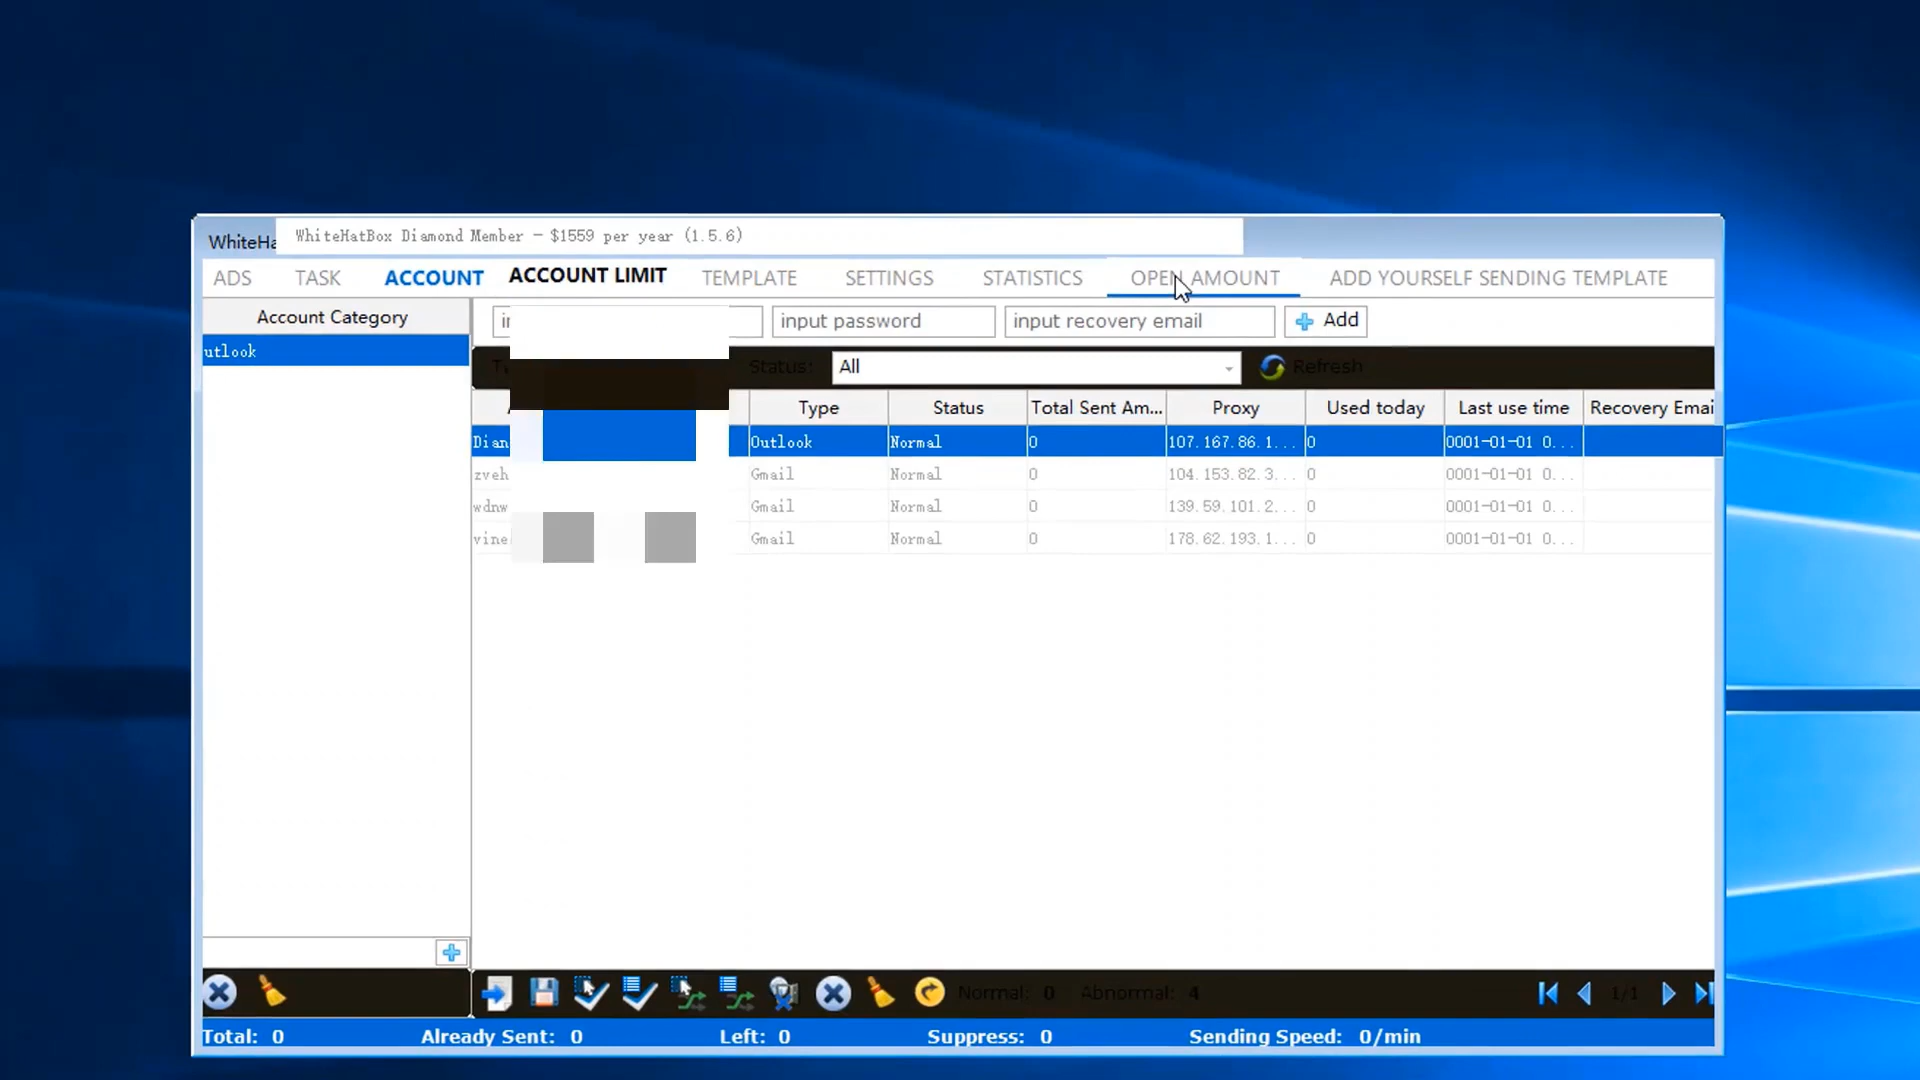 WhiteHa
WhiteHatBox Diamond Member - $1559 per year (1.5.6)
ADS TASK ACCOUNT ACCOUNT LIMIT TEMPLATE SETTINGS STATISTICS OPEN AMOUNT ADD YOURSELF SENDING TEMPLATE
Account Category
utlook
input password input recovery email Add
Status: All Refresh
Type Status Total Sent Am... Proxy Used today Last use time Recovery Emai
Dian Outlook Normal 0 107.167.86.1... 0 0001-01-01 0...
zveh Gmail Normal 0 104.153.82.3... 0 0001-01-01 0...
wdnw Gmail Normal 0 139.59.101.2... 0 0001-01-01 0...
vine Gmail Normal 0 178.62.193.1... 0 0001-01-01 0...
Normal: 0 Abnormal: 4 1/1
Total: 0 Already Sent: 0 Left: 0 Suppress: 0 Sending Speed: 0/min